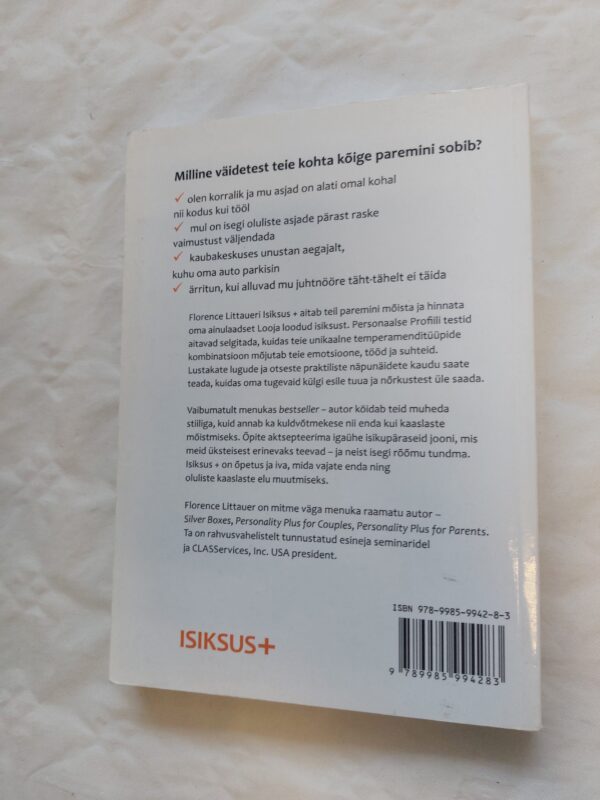 Milline väidetest teie kohta kõige paremini sobib?
✓ olen korralik ja mu asjad on alati omal kohal
nii kodus kui tööl
✓ mul on isegi oluliste asjade pärast raske
vaimustust väljendada
✓ kaubakeskuses unustan aegajalt,
kuhu oma auto parkisin
✓ ärritun, kui alluvad mu juhtnööre täht-tähelt ei täida
Florence Littaueri Isiksus + aitab teil paremini mõista ja hinnata
oma ainulaadset Looja loodud isiksust. Personaalse Profiili testid
aitavad selgitada, kuidas teie unikaalne temperamenditüüpide
kombinatsioon mõjutab teie emotsioone, tööd ja suhteid.
Lustakate lugude ja otseste praktiliste näpunäidete kaudu saate
teada, kuidas oma tugevaid külgi esile tuua ja nõrkustest üle saada.
Vaibumatult menukas bestseller – autor köidab teid muheda
stiiliga, kuid annab ka kuldvõtmekese nii enda kui kaaslaste
mõistmiseks. Õpite aktsepteerima igaühe isikupäraseid jooni, mis
meid üksteisest erinevaks teevad – ja neist isegi rõõmu tundma.
Isiksus + on õpetus ja iva, mida vajate enda ning
oluliste kaaslaste elu muutmiseks.
Florence Littauer on mitme väga menuka raamatu autor –
Silver Boxes, Personality Plus for Couples, Personality Plus for Parents.
Ta on rahvusvaheliselt tunnustatud esineja seminaridel
ja CLASServices, Inc. USA president.
ISBN 978-9985-9942-8-3
ISIKSUS+
9 789985 994283